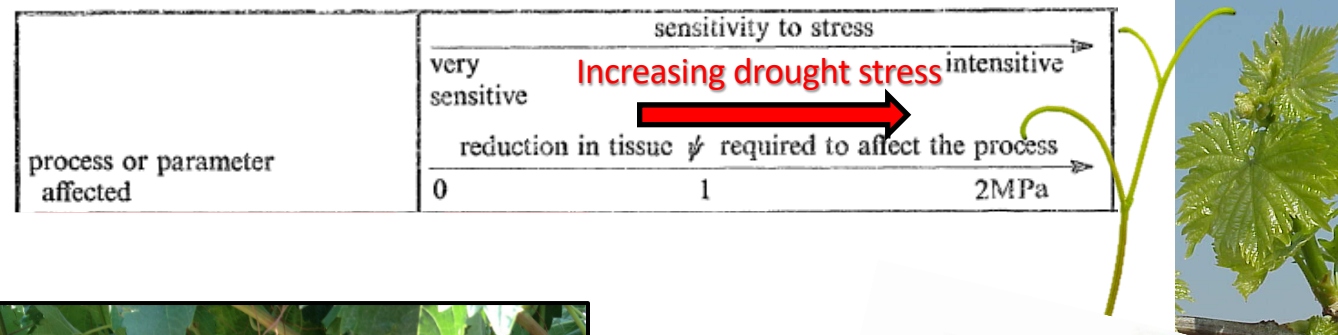 sensitivity to stress
very
sensitive
Increasing drought stress
intensitive
reduction in tissue ψ required to affect the process
process or parameter
affected
0 1 2MPa